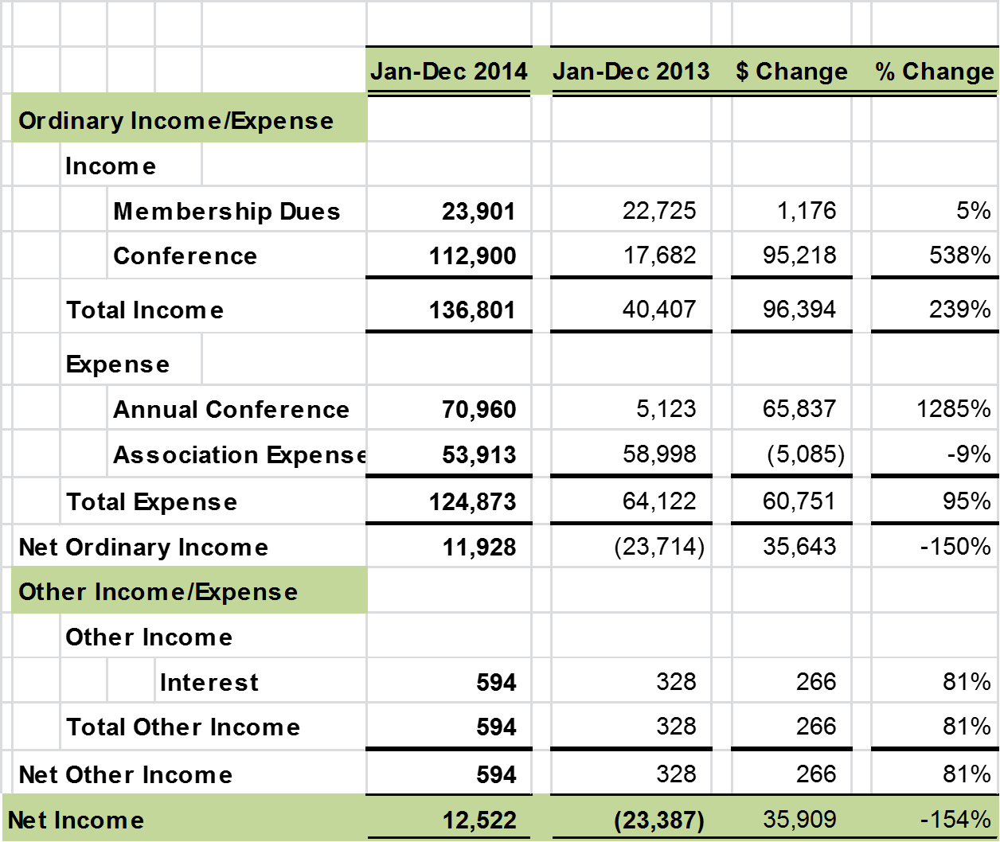 Jan-Dec 2014 Jan-Dec 2013 $ Change % Change
Ordinary Income/Expense
Income
Membership Dues 23,901 22,725 1,176 5%
Conference 112,900 17,682 95,218 538%
Total Income 136,801 40,407 96,394 239%
Expense
Annual Conference 70,960 5,123 65,837 1285%
Association Expense 53,913 58,998 (5,085) -9%
Total Expense 124,873 64,122 60,751 95%
Net Ordinary Income 11,928 (23,714) 35,643 -150%
Other Income/Expense
Other Income
Interest 594 328 266 81%
Total Other Income 594 328 266 81%
Net Other Income 594 328 266 81%
Net Income 12,522 (23,387) 35,909 -154%